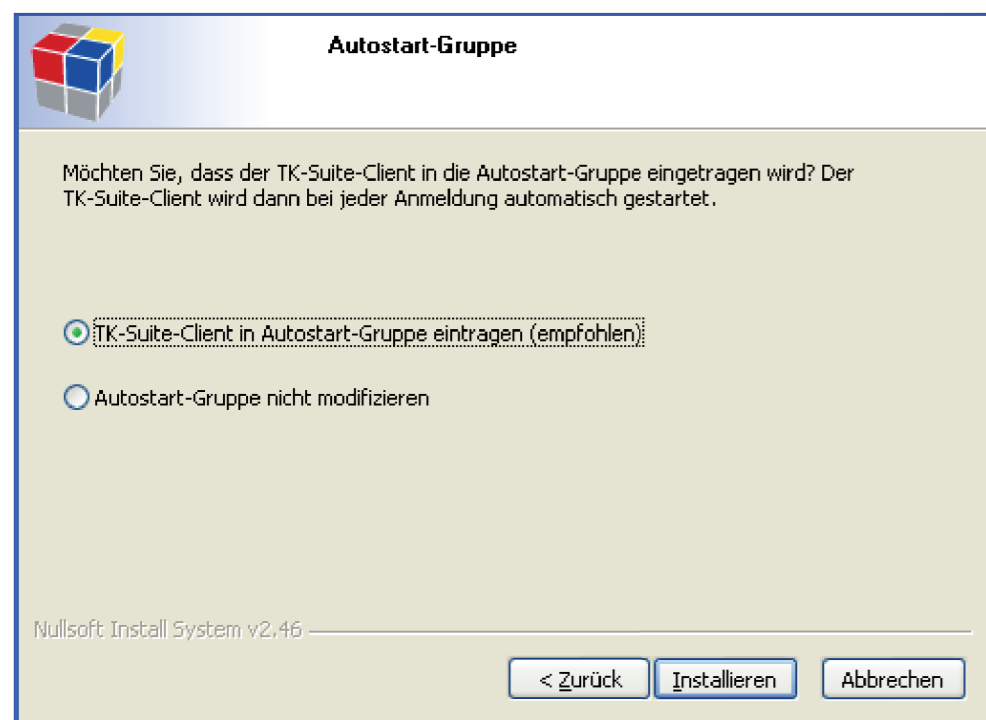 Autostart-Gruppe
Möchten Sie, dass der TK-Suite-Client in die Autostart-Gruppe eingetragen wird? Der
TK-Suite-Client wird dann bei jeder Anmeldung automatisch gestartet.
TK-Suite-Client in Autostart-Gruppe eintragen (empfohlen)
Autostart-Gruppe nicht modifizieren
Nullsoft Install System v2.46
< Zurück Installieren Abbrechen